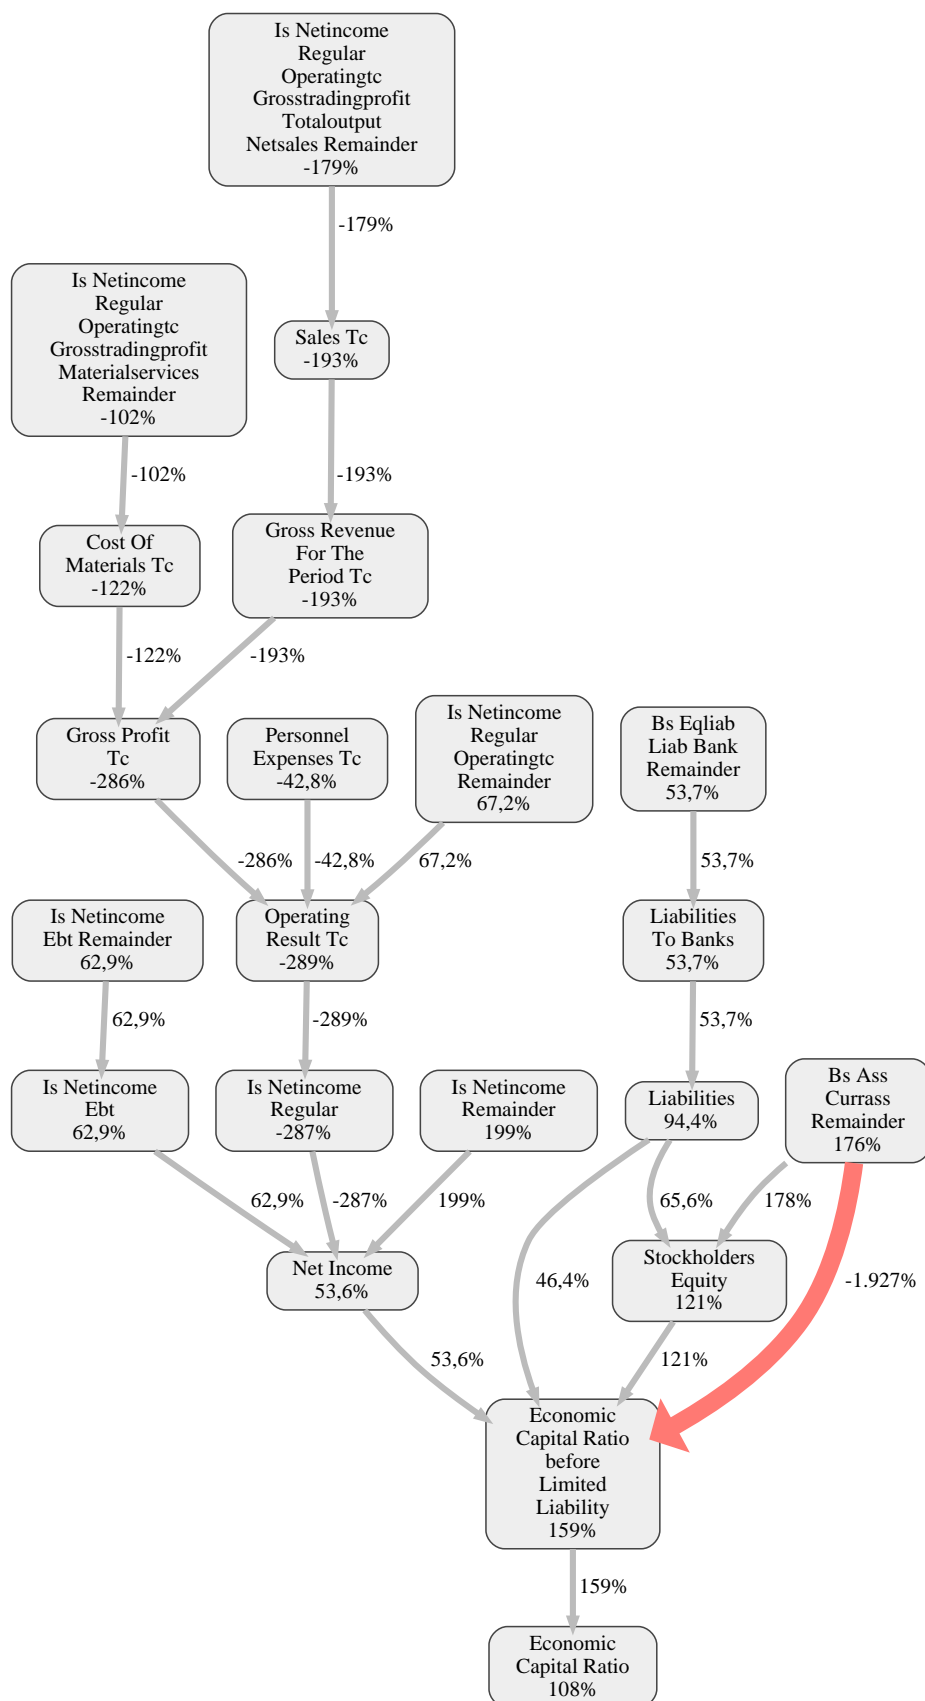 Is Netincome
Regular
Operatingtc
Grosstradingprofit
Totaloutput
Netsales Remainder
-179%
-179%
Is Netincome
Regular
Operatingtc
Grosstradingprofit
Materialservices
Remainder
-102%
Sales Tc
-193%
-102%
-193%
Cost Of
Materials Tc
-122%
Gross Revenue
For The
Period Tc
-193%
-122%
-193%
Gross Profit
Tc
-286%
Personnel
Expenses Tc
-42,8%
Is Netincome
Regular
Operatingtc
Remainder
67,2%
Bs Eqliab
Liab Bank
Remainder
53,7%
-286%
-42,8%
67,2%
53,7%
Is Netincome
Ebt Remainder
62,9%
Operating
Result Tc
-289%
Liabilities
To Banks
53,7%
62,9%
-289%
53,7%
Is Netincome
Ebt
62,9%
Is Netincome
Regular
-287%
Is Netincome
Remainder
199%
Liabilities
94,4%
Bs Ass
Currass
Remainder
176%
62,9%
-287%
199%
65,6%
178%
Net Income
53,6%
46,4%
Stockholders
Equity
121%
-1.927%
53,6%
121%
Economic
Capital Ratio
before
Limited
Liability
159%
159%
Economic
Capital Ratio
108%